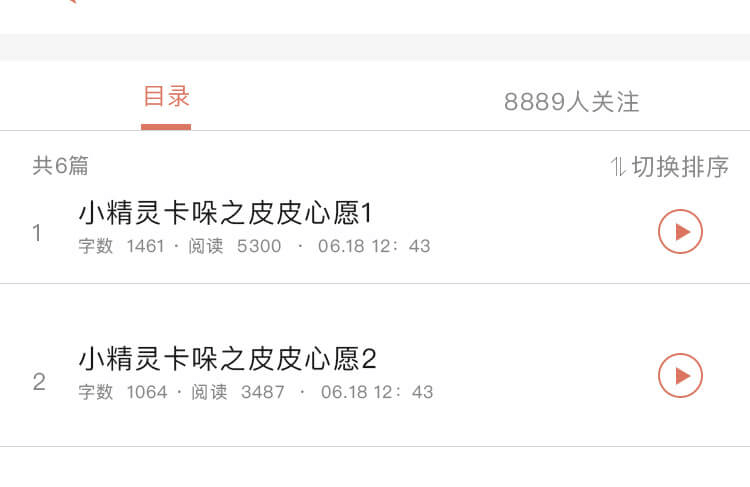 目录
8889人关注
共6篇
切换排序
1
小精灵卡哚之皮皮心愿1
字数 1461 · 阅读 5300 · 06.18 12：43
2
小精灵卡哚之皮皮心愿2
字数 1064 · 阅读 3487 · 06.18 12：43